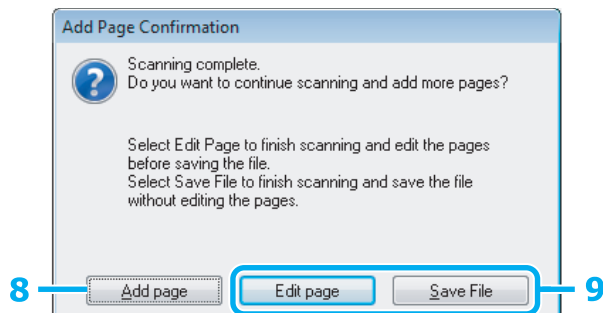 Add Page Confirmation
Scanning complete.
Do you want to continue scanning and add more pages?
Select Edit Page to finish scanning and edit the pages
before saving the file.
Select Save File to finish scanning and save the file
without editing the pages.
8 Add page Edit page Save File 9